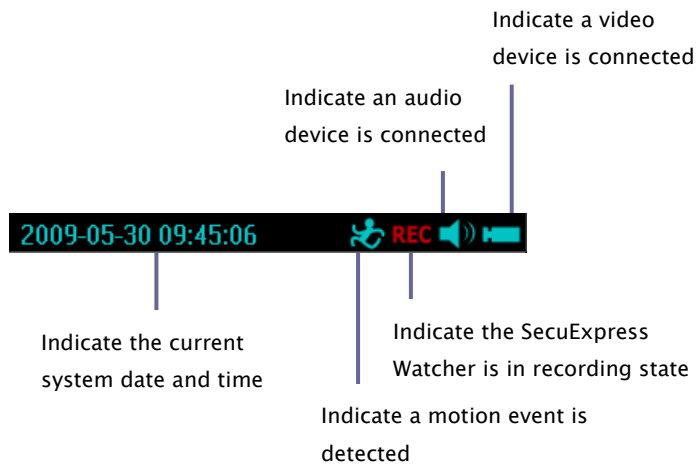 Indicate a video
device is connected
Indicate an audio
device is connected
2009-05-30 09:45:06 REC
Indicate the current
system date and time
Indicate the SecuExpress
Watcher is in recording state
Indicate a motion event is
detected